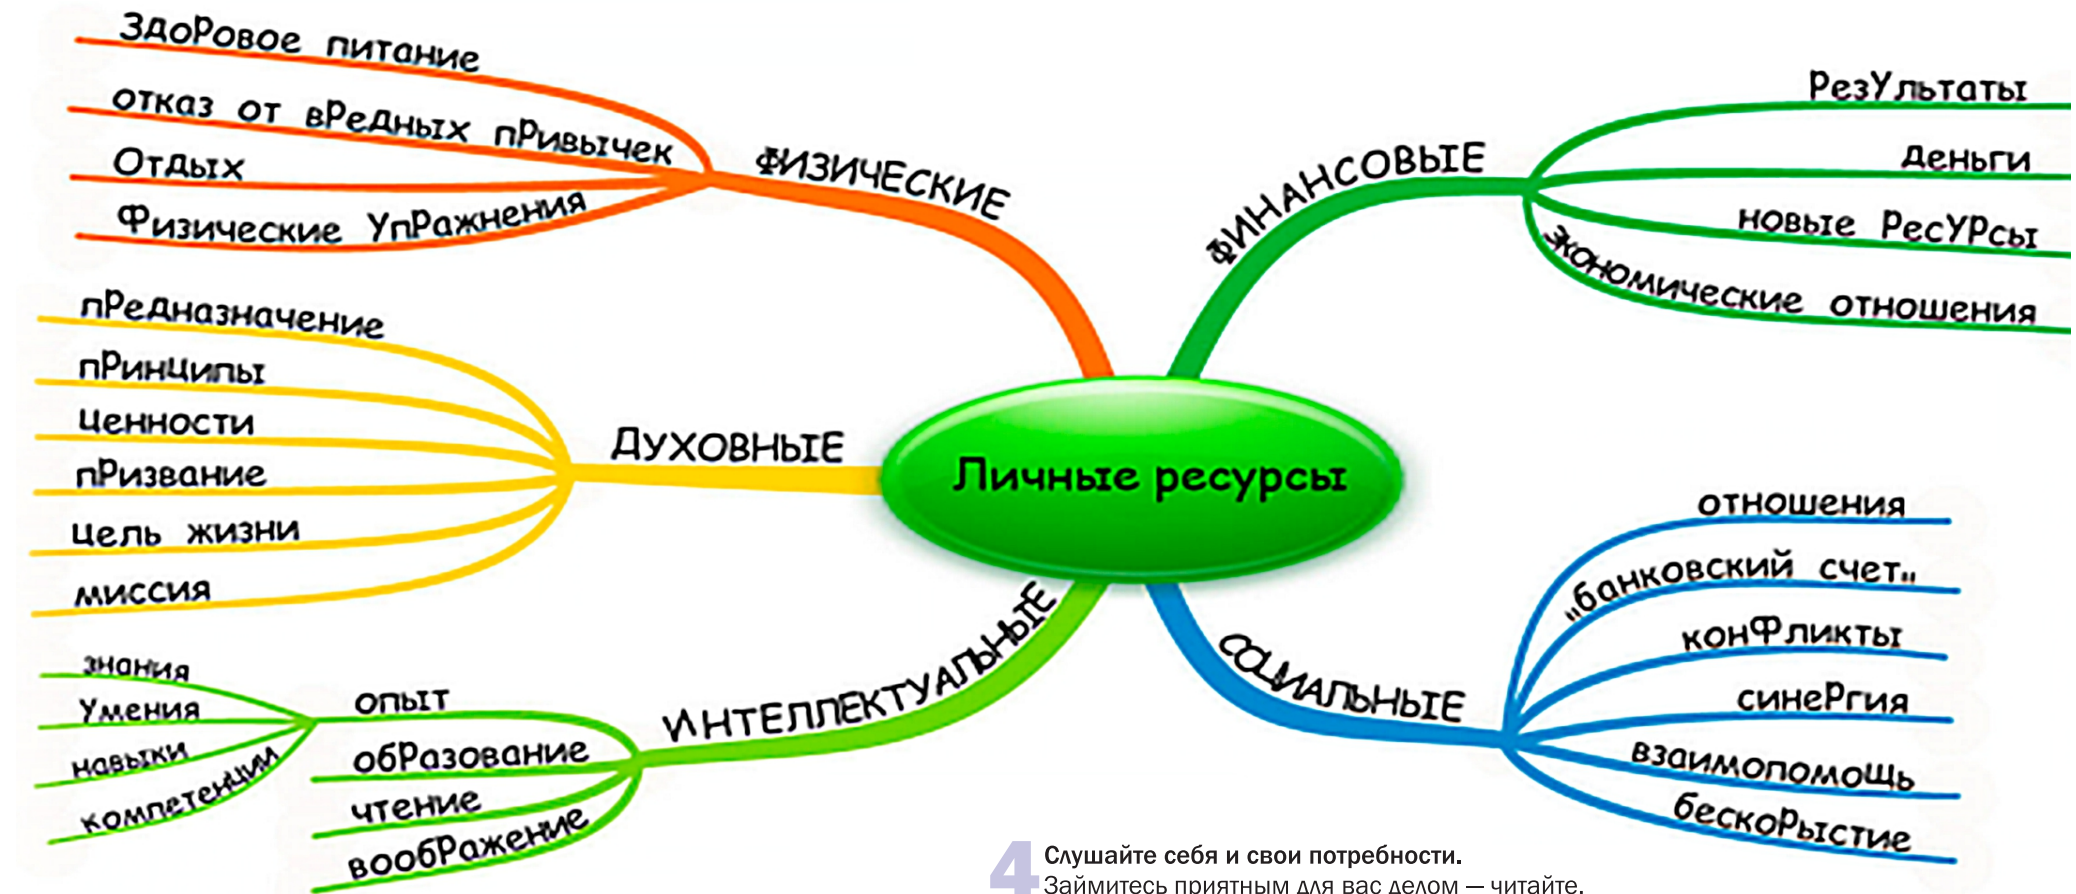 Здоровое питание
отказ от вредных привычек
Отдых
Физические Упражнения
ФИЗИЧЕСКИЕ
предназначение
принципы
ценности
призвание
цель жизни
миссия
ДУХОВНЫЕ
знания
Умения
навыки
компетенции
опыт
образование
чтение
воображение
ИНТЕЛЛЕКТУАЛЬНЫЕ
Личные ресурсы
ФИНАНСОВЫЕ
РезУльтаты
деньги
новые РесУРсы
экономические отношения
СОЦИАЛЬНЫЕ
отношения
„банковский счет„
конфликты
синеРгия
взаимопомощь
бескоРыстие
4 Слушайте себя и свои потребности.
Займитесь приятным для вас делом — читайте,